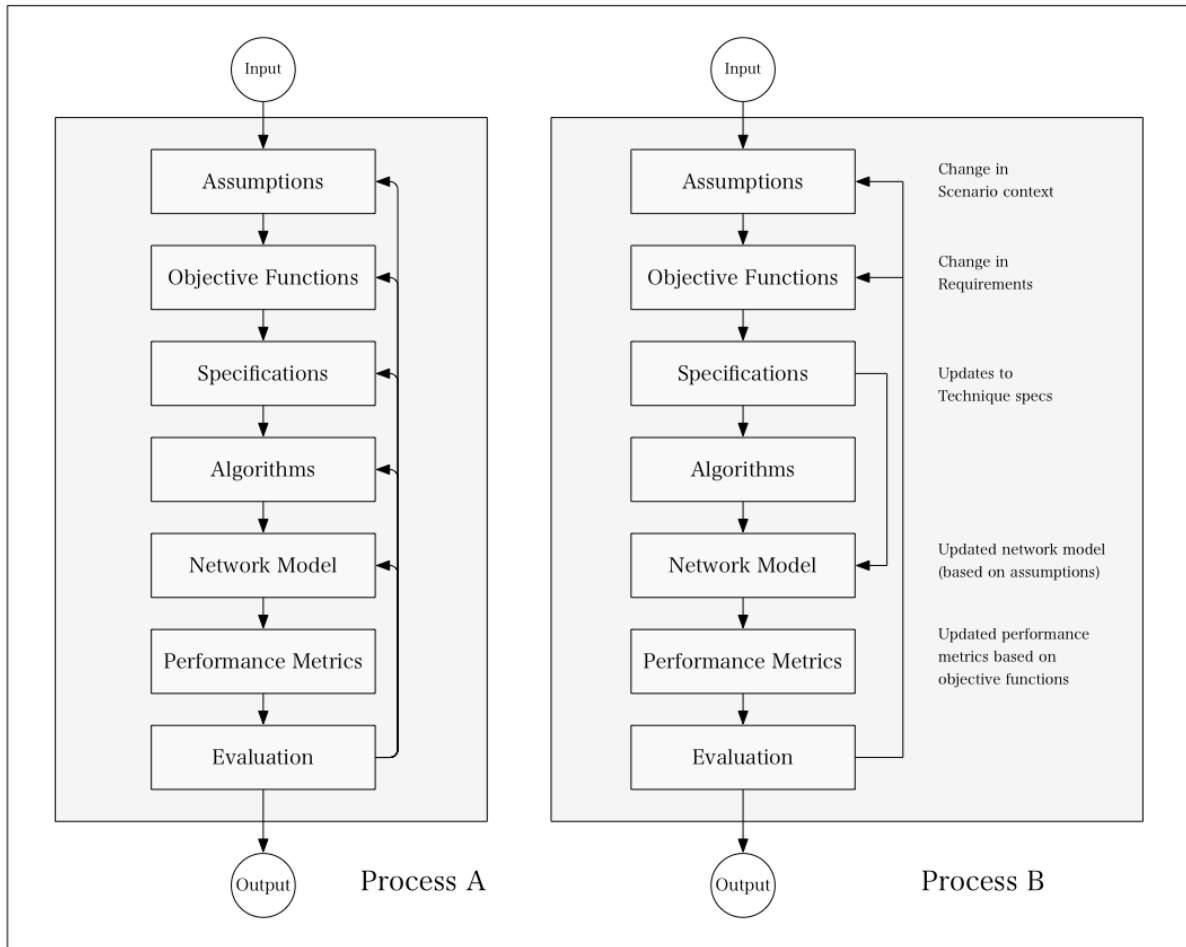 Input
Assumptions
Objective Functions
Specifications
Algorithms
Network Model
Performance Metrics
Evaluation
Output
Process A
Input
Assumptions
Objective Functions
Specifications
Algorithms
Network Model
Performance Metrics
Evaluation
Output
Change in
Scenario context
Change in
Requirements
Updates to
Technique specs
Updated network model
(based on assumptions)
Updated performance
metrics based on
objective functions
Process B